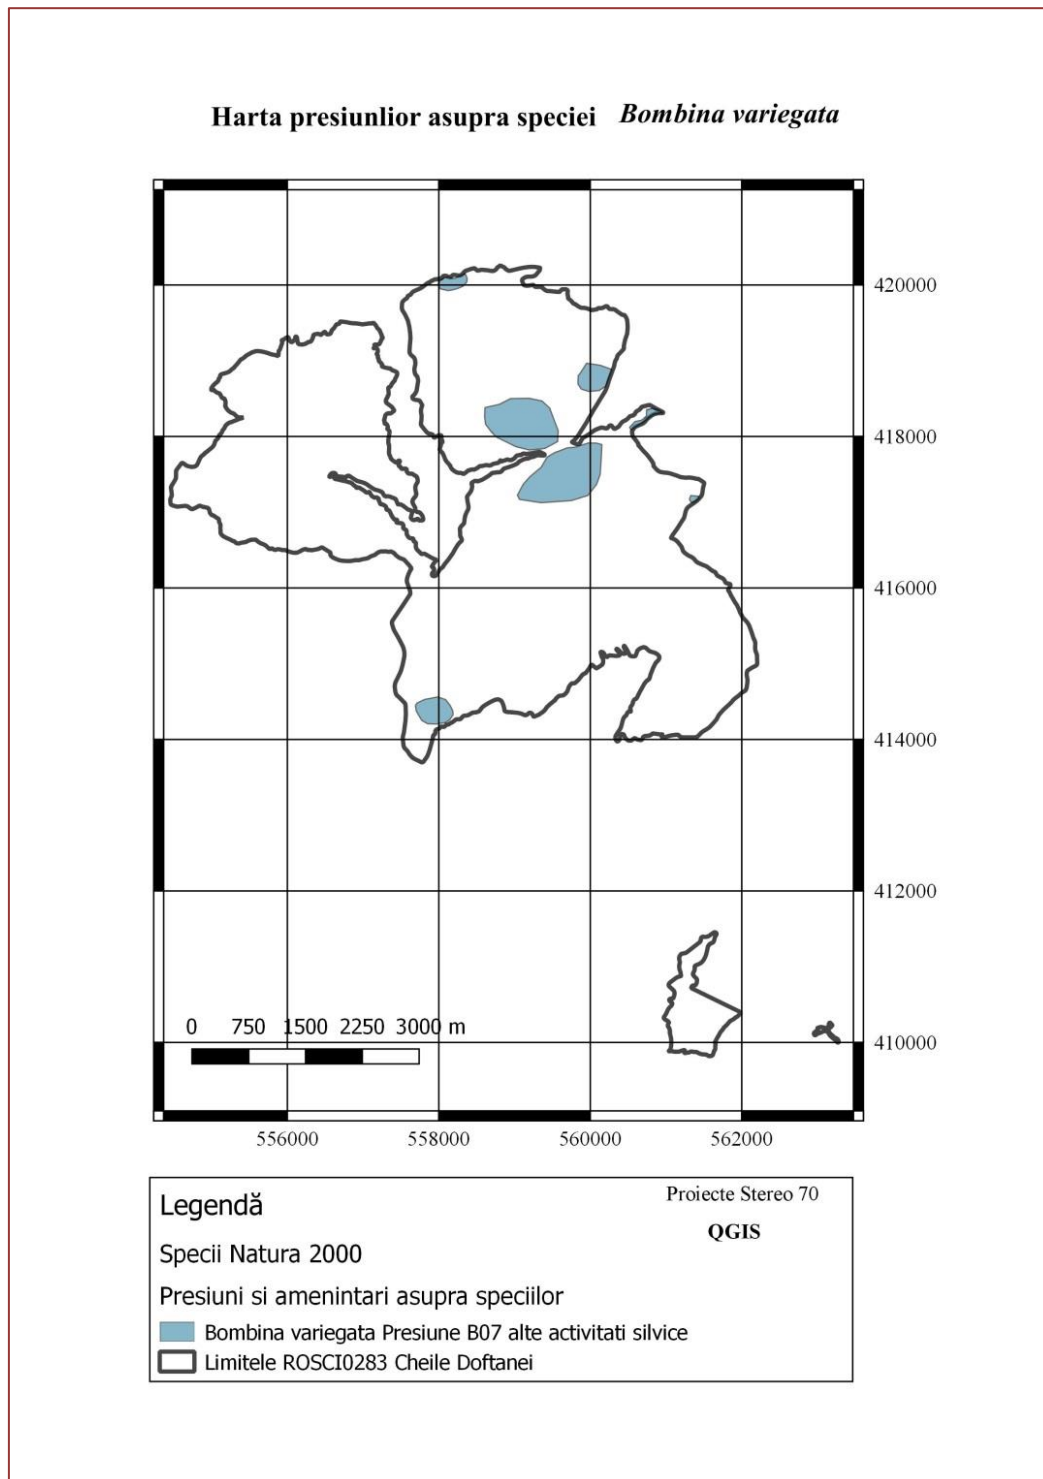 Harta presiunlior asupra speciei Bombina variegata
420000
418000
416000
414000
412000
410000
0 750 1500 2250 3000 m
556000 558000 560000 562000
Legendă
Proiecte Stereo 70
QGIS
Specii Natura 2000
Presiuni si amenintari asupra speciilor
Bombina variegata Presiune B07 alte activitati silvice
Limitele ROSCI0283 Cheile Doftanei